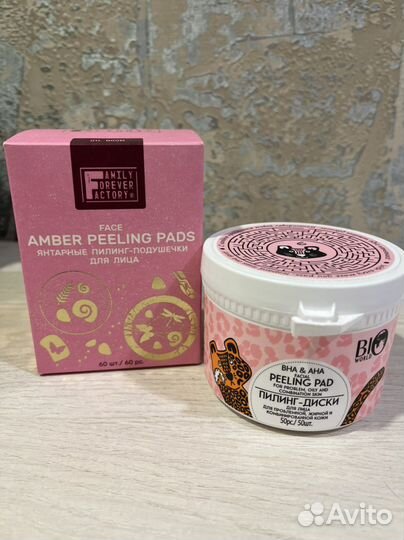 FAMILY
FOREVER
FACTORY®
FACE
AMBER PEELING PADS
ЯНТАРНЫЕ ПИЛИНГ-ПОДУШЕЧКИ
ДЛЯ ЛИЦА
60 шт / 60 pc.
BIO
WORLD
BHA & AHA
FACIAL
PEELING PAD
FOR PROBLEM, OILY AND
COMBINATION SKIN
ПИЛИНГ-ДИСКИ
ДЛЯ ЛИЦА
ДЛЯ ПРОБЛЕМНОЙ, ЖИРНОЙ И
КОМБИНИРОВАННОЙ КОЖИ
50pc./ 50шт.
Avito